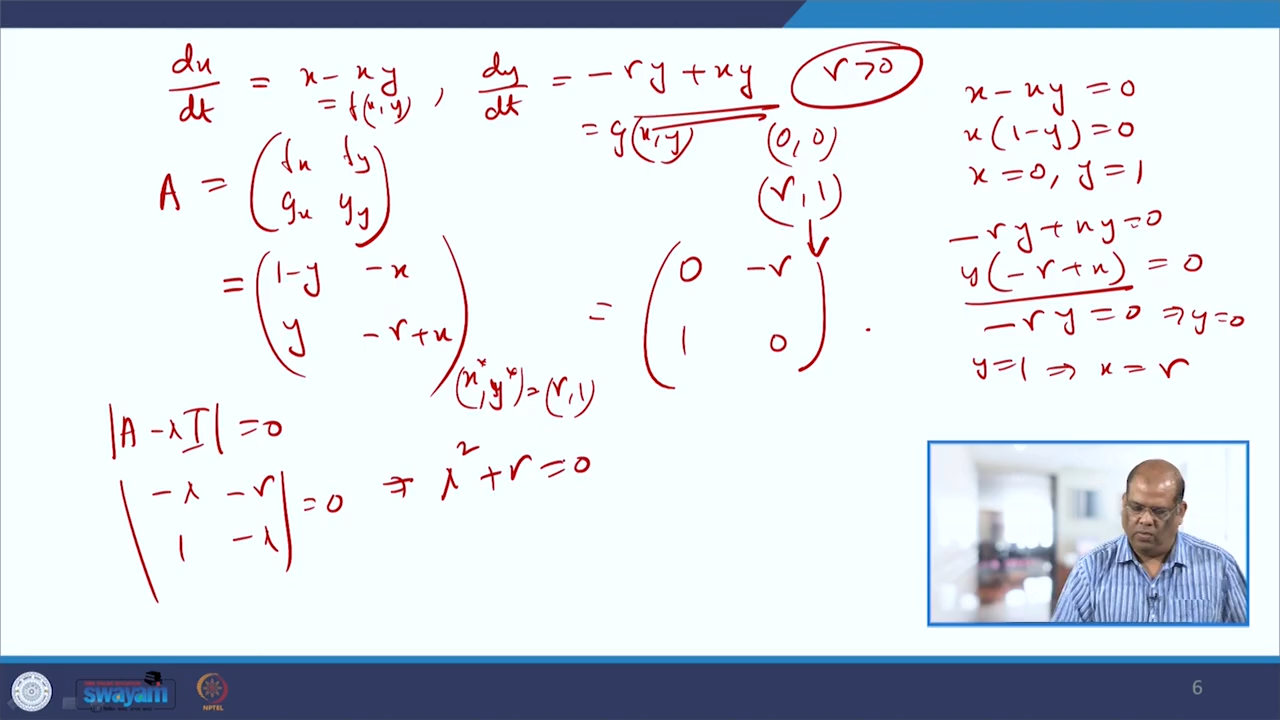 dx/dt = x - xy, dy/dt = -ry + xy r>0
= f(x,y) = g(x,y) (0,0)
A = (fx fy
gx gy) (r,1)
= (1-y -x
y -r+x)(x*,y*)=(r,1) = (0 -r
1 0).
|A-λI| = 0
|-λ -r
1 -λ| = 0 ⇒ λ²+r=0
x - xy = 0
x(1-y) = 0
x = 0, y = 1
-ry + xy = 0
y(-r+x) = 0
-ry = 0 ⇒ y=0
y=1 ⇒ x = r
swayam
NPTEL
6